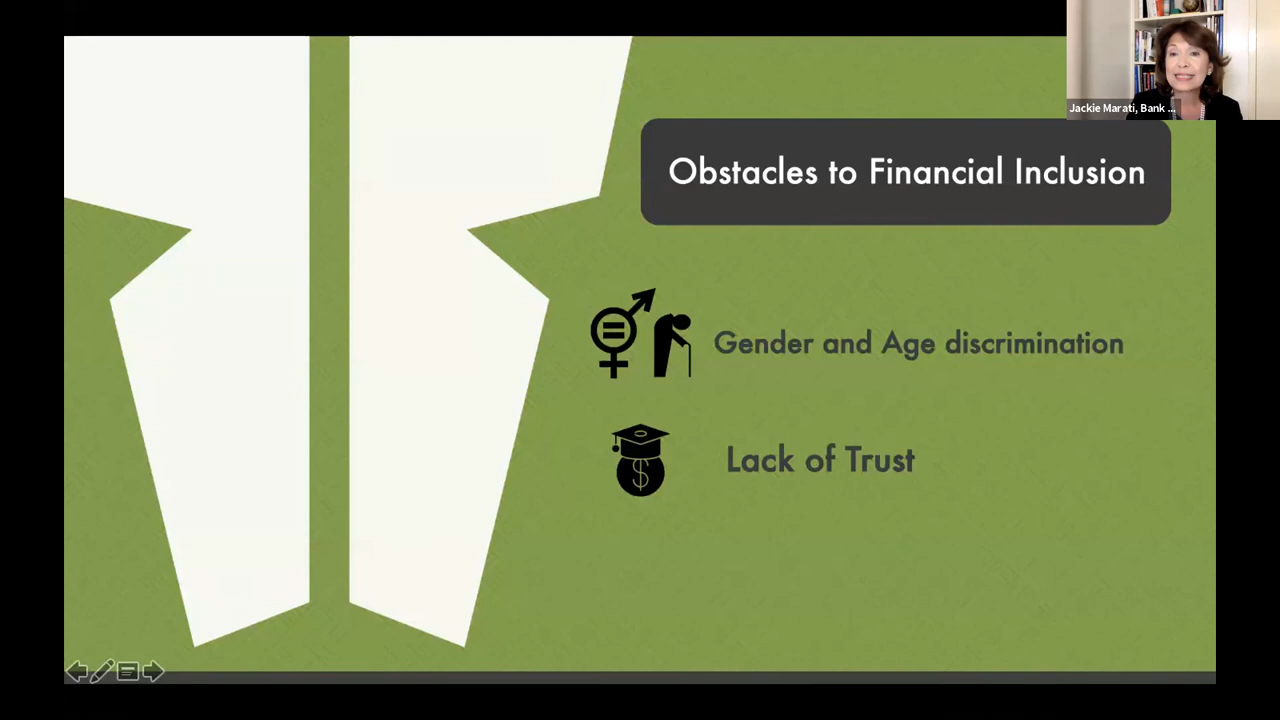 Jackie Marati, Bank ...
Obstacles to Financial Inclusion
Gender and Age discrimination
$
Lack of Trust